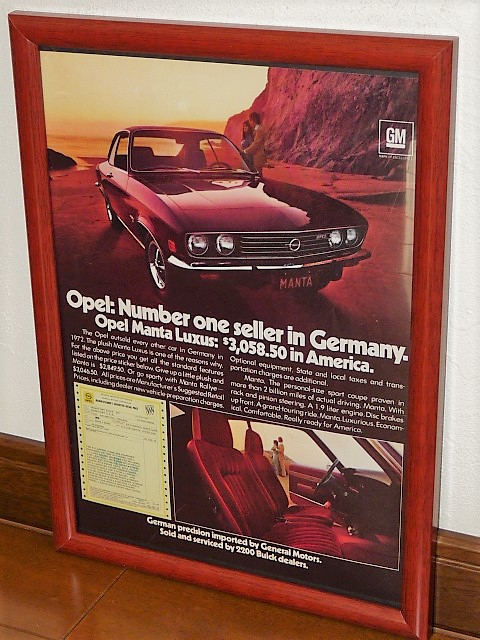 GM
MARK OF EXCELLENCE
MANTA
Opel: Number one seller in Germany.
Opel Manta Luxus: $3,058.50 in America.
The Opel outsold every other car in Germany in
1972. The plush Manta Luxus is one of the reasons why.
For the above price you get all the standard features
listed on the price sticker below. Give up a little plush and
Manta is $2,849.50. Or go sporty with Manta Rallye—
$3,046.50. All prices are Manufacturer's Suggested Retail
Prices, including dealer new vehicle preparation charges.
Optional equipment, State and local taxes and trans-
portation charges are additional.
Manta. The personal-size sport coupe proven in
more than 2 billion miles of actual driving. Manta. With
rack and pinion steering. A 1.9 liter engine. Disc brakes
up front. A grand-touring ride. Manta. Luxurious. Econom-
ical. Comfortable. Really ready for America.
German precision imported by General Motors.
Sold and serviced by 2200 Buick dealers.